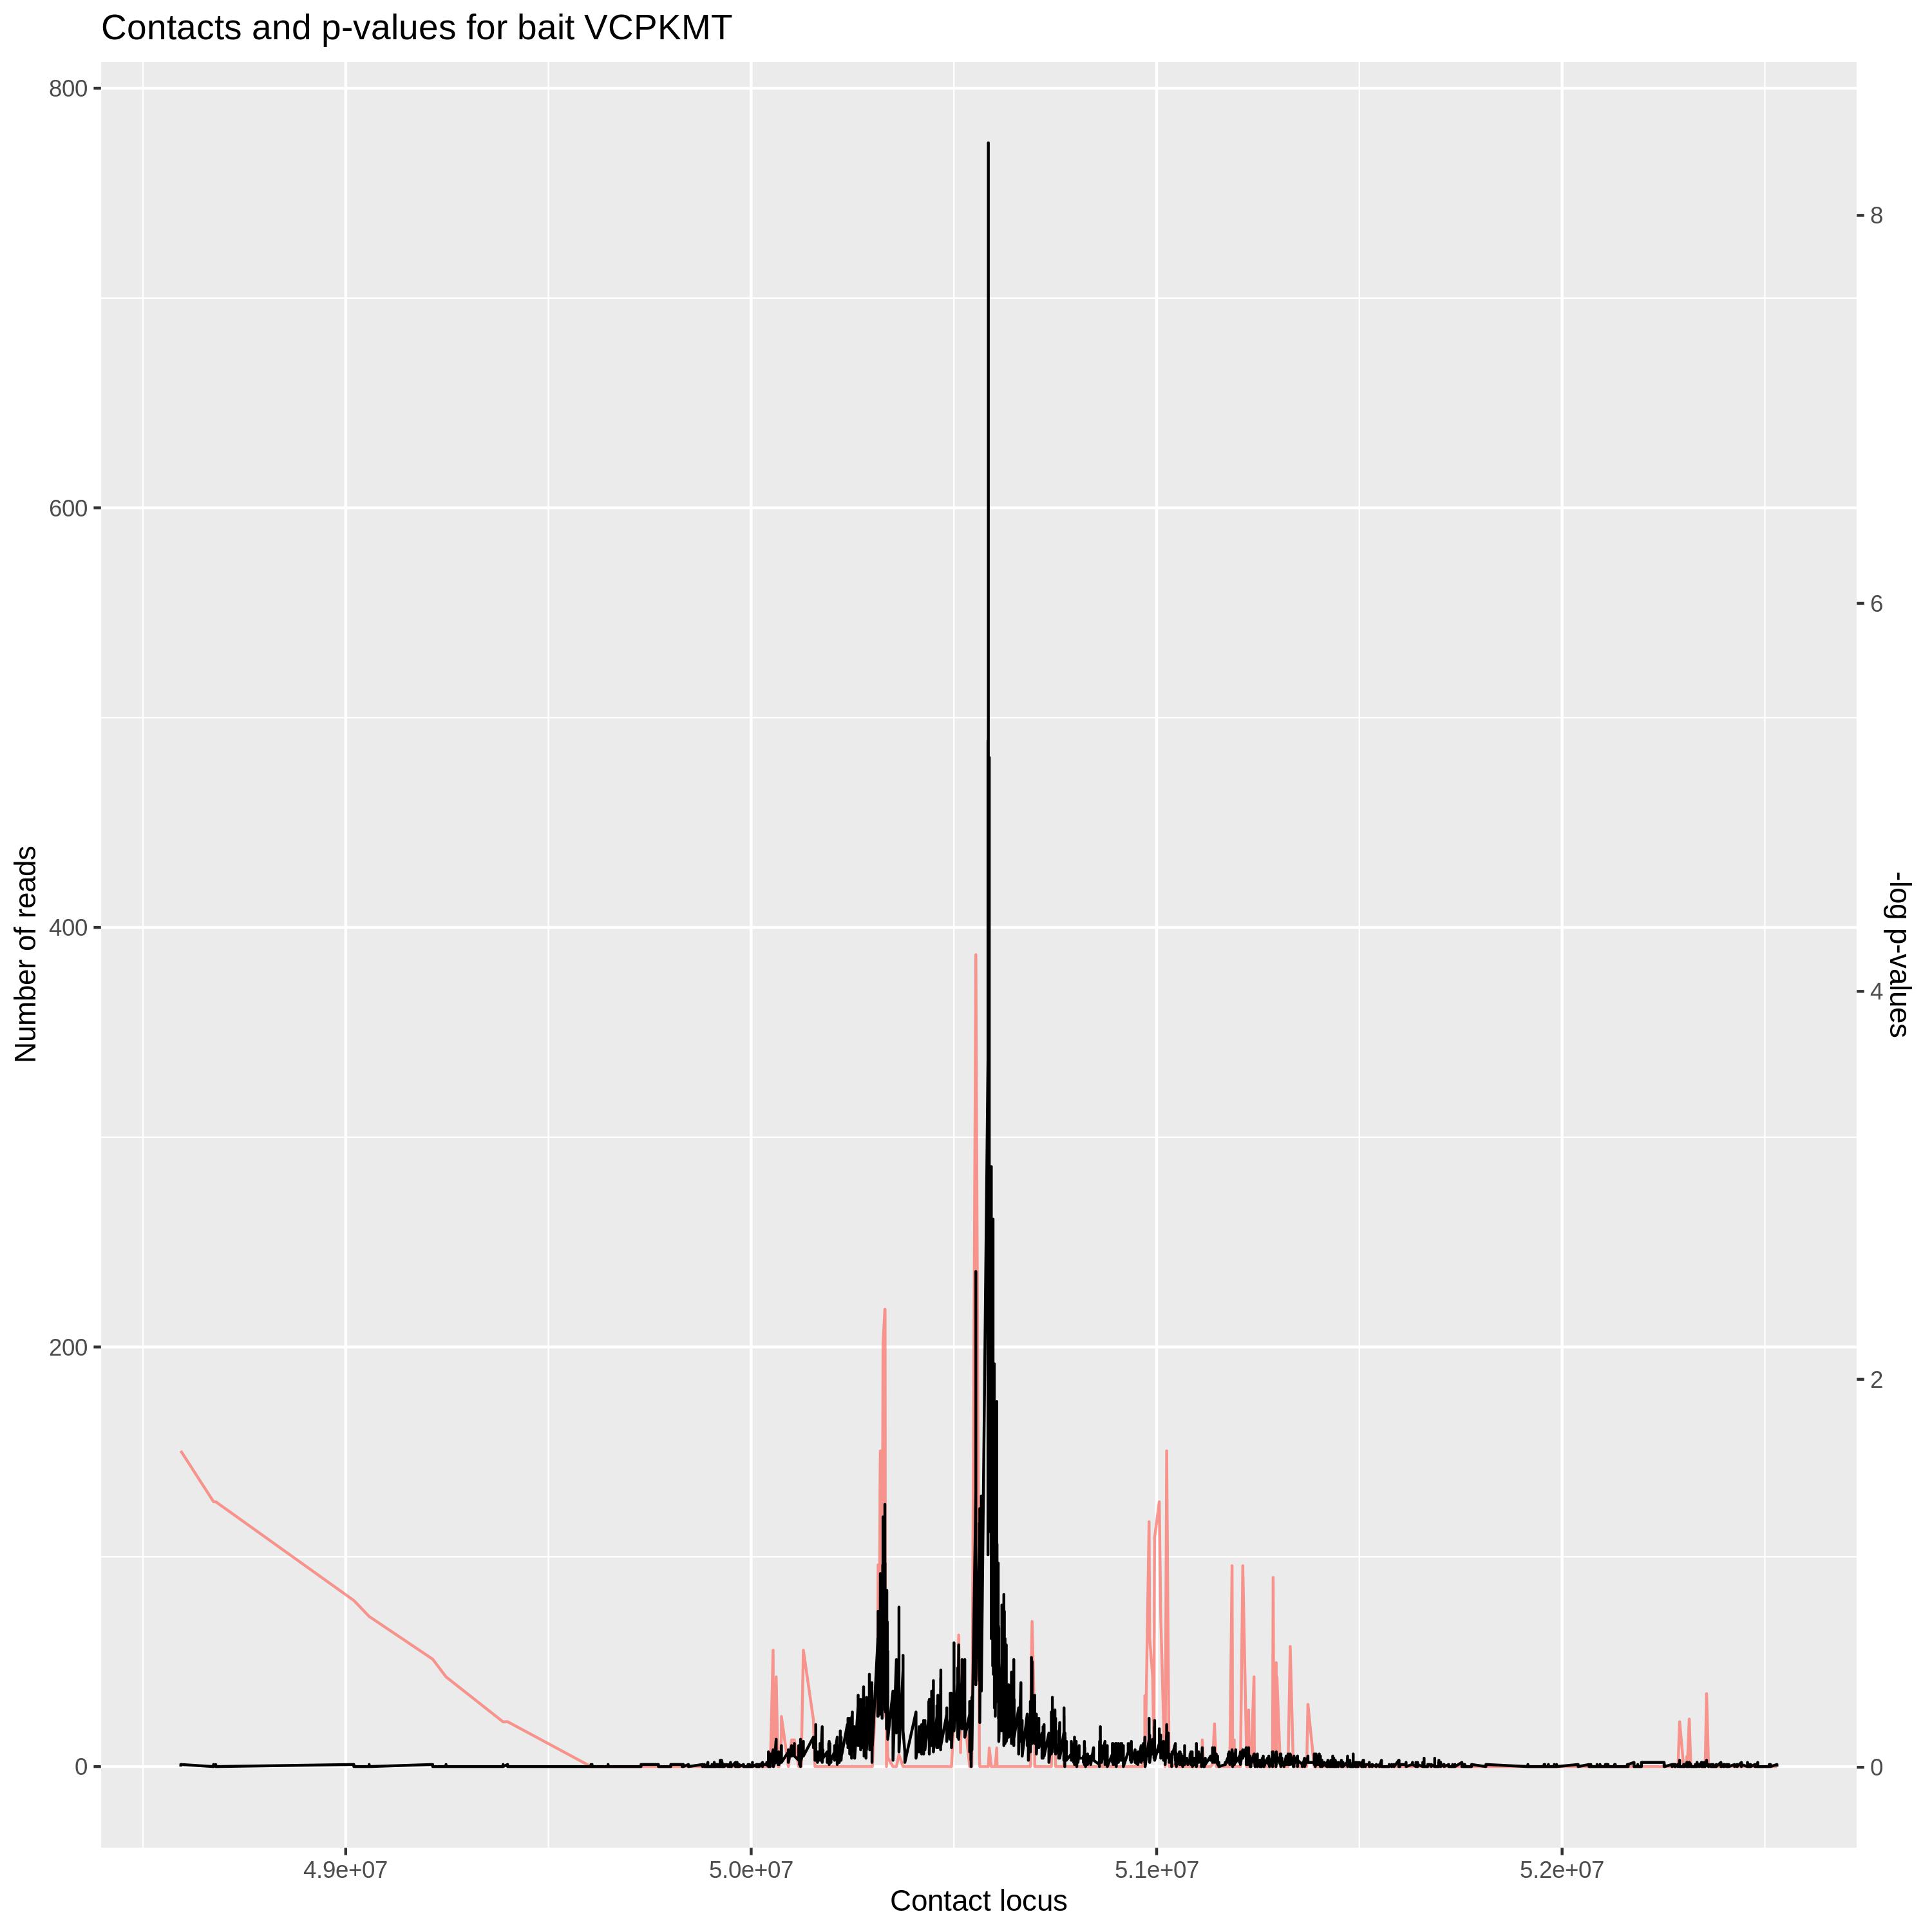 Contacts and p-values for bait VCPKMT
800
600
400
200
0
Number of reads
8
6
4
2
0
-log p-values
4.9e+07
5.0e+07
5.1e+07
5.2e+07
Contact locus